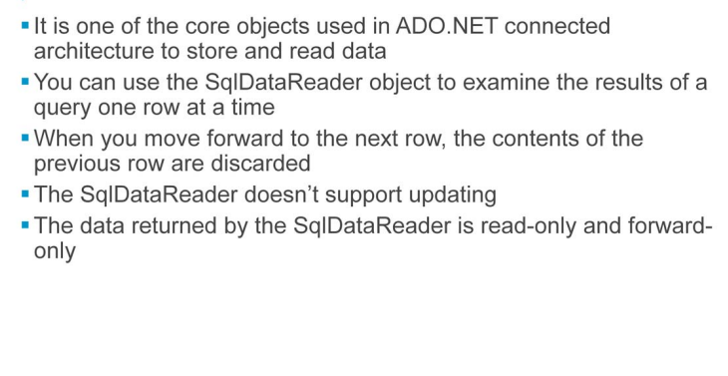 ▪ It is one of the core objects used in ADO.NET connected
architecture to store and read data
▪ You can use the SqlDataReader object to examine the results of a
query one row at a time
▪ When you move forward to the next row, the contents of the
previous row are discarded
▪ The SqlDataReader doesn’t support updating
▪ The data returned by the SqlDataReader is read-only and forward-
only